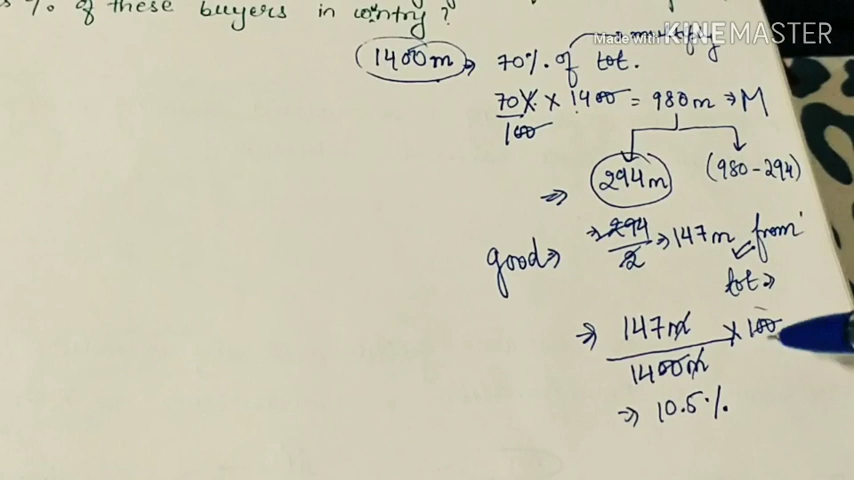 % of these buyers in country?
Made with KINEMASTER
multiply
1400m ⇒ 70% of tot.
70% × 1400 = 980m ⇒ M
100
294m (980-294)
good ⇒ ⇒ 294 ⇒ 147m from
2
tot ⇒
⇒ 147m × 100
1400m
⇒ 10.5%